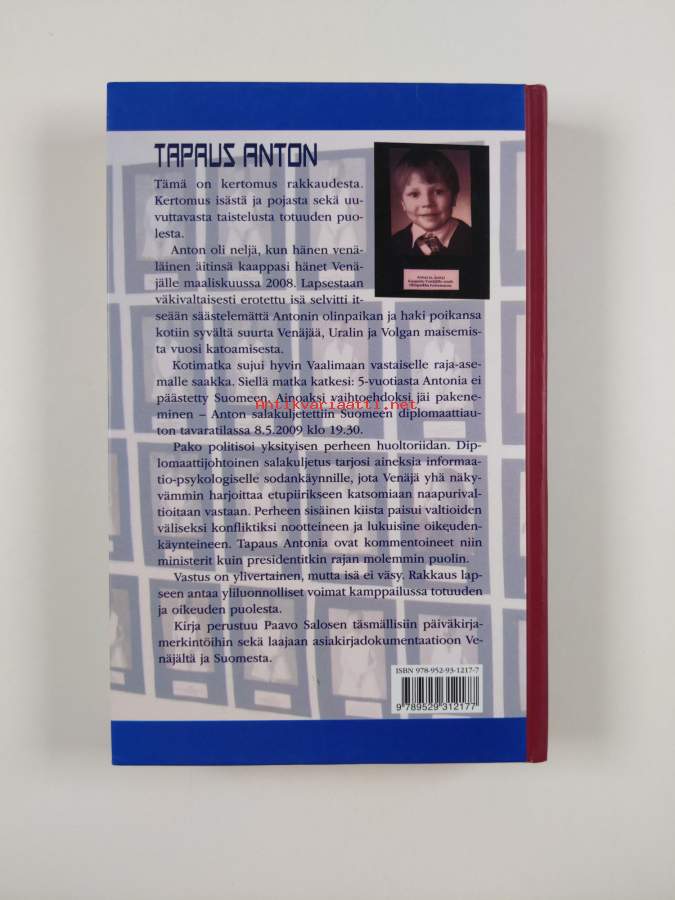 TAPAUS ANTON
Tämä on kertomus rakkaudesta.
Kertomus isästä ja pojasta sekä uu-
vuttavasta taistelusta totuuden puo-
lesta.
Anton oli neljä, kun hänen venä-
läinen äitinsä kaappasi hänet Venä-
jälle maaliskuussa 2008. Lapsestaan
väkivaltaisesti erotettu isä selvitti it-
seään säästelemättä Antonin olinpaikan ja haki poikansa
kotiin syvältä suurta Venäjää, Uralin ja Volgan maisemis-
ta vuosi katoamisesta.
Kotimatka sujui hyvin Vaalimaan vastaiselle raja-ase-
malle saakka. Siellä matka katkesi: 5-vuotiasta Antonia ei
päästetty Suomeen. Ainoaksi vaihtoehdoksi jäi pakene-
Antikvariaatti.net
minen – Anton salakuljetettiin Suomeen diplomaattiau-
ton tavaratilassa 8.5.2009 klo 19.30.
Pako politisoi yksityisen perheen huoltoriidan. Dip-
lomaattijohtoinen salakuljetus tarjosi aineksia informaa-
tio-psykologiselle sodankäynnille, jota Venäjä yhä näky-
vämmin harjoittaa etupiirikseen katsomiaan naapurival-
tioitaan vastaan. Perheen sisäinen kiista paisui valtioiden
väliseksi konfliktiksi nootteineen ja lukuisine oikeuden-
käynteineen. Tapaus Antonia ovat kommentoineet niin
ministerit kuin presidentitkin rajan molemmin puolin.
Vastus on ylivertainen, mutta isä ei väsy. Rakkaus lap-
seen antaa yliluonnolliset voimat kamppailussa totuuden
ja oikeuden puolesta.
Kirja perustuu Paavo Salosen täsmällisiin päiväkirja-
merkintöihin sekä laajaan asiakirjadokumentaatioon Ve-
näjältä ja Suomesta.
ISBN 978-952-93-1217-7
9 789529 312177